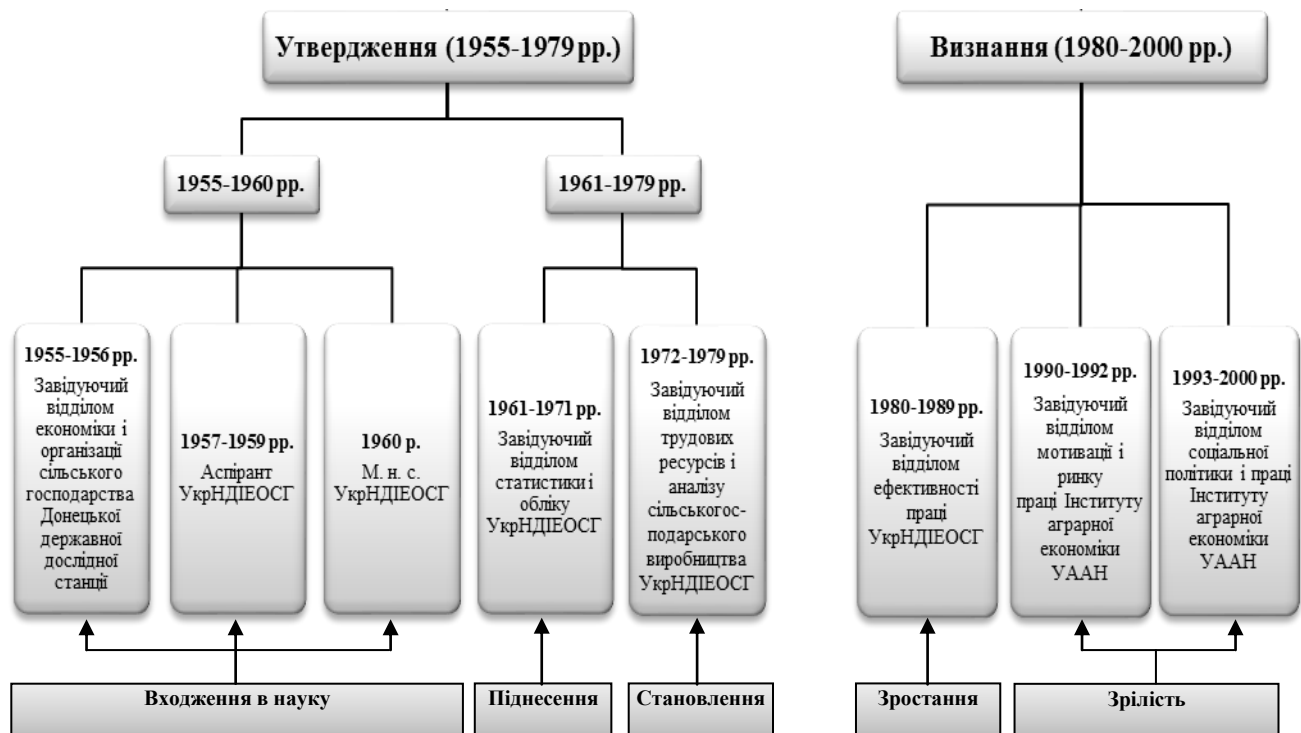 Утвердження (1955-1979 рр.)
Визнання (1980-2000 рр.)
1955-1960 рр.
1961-1979 рр.
1955-1956 рр.
Завідуючий
відділом
економіки і
організації
сільського
господарства
Донецької
державної
дослідної
станції
1957-1959 рр.
Аспірант
УкрНДІЕОСГ
1960 р.
М. н. с.
УкрНДІЕОСГ
1961-1971 рр.
Завідуючий
відділом
статистики і
обліку
УкрНДІЕОСГ
1972-1979 рр.
Завідуючий
відділом
трудових
ресурсів і
аналізу
сільськогос-
подарського
виробництва
УкрНДІЕОСГ
1980-1989 рр.
Завідуючий
відділом
ефективності
праці
УкрНДІЕОСГ
1990-1992 рр.
Завідуючий
відділом
мотивації і
ринку
праці Інституту
аграрної
економіки
УААН
1993-2000 рр.
Завідуючий
відділом
соціальної
політики і праці
Інституту
аграрної
економіки
УААН
Входження в науку
Піднесення
Становлення
Зростання
Зрілість